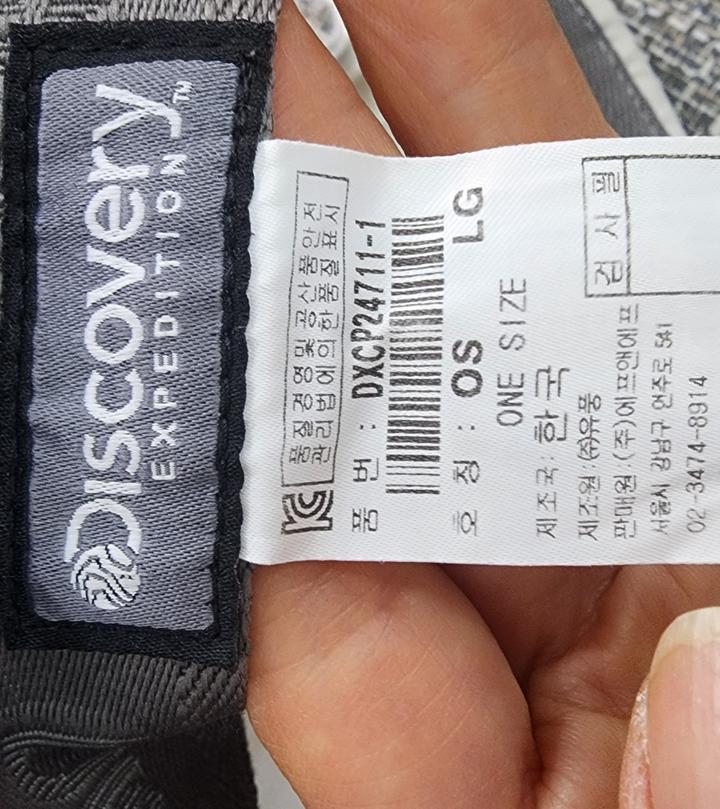 DISCOVERY™
EXPEDITION
품질경영 및 공산품안전
관리법에 의한 품질표시
품 번 : DXCP24711-1
호 칭 : OS LG
ONE SIZE
제조국: 한국
제조원:(주)유풍
판매원:(주)에프앤에프
서울시 강남구 언주로 541
02-3474-8914
검 사 필